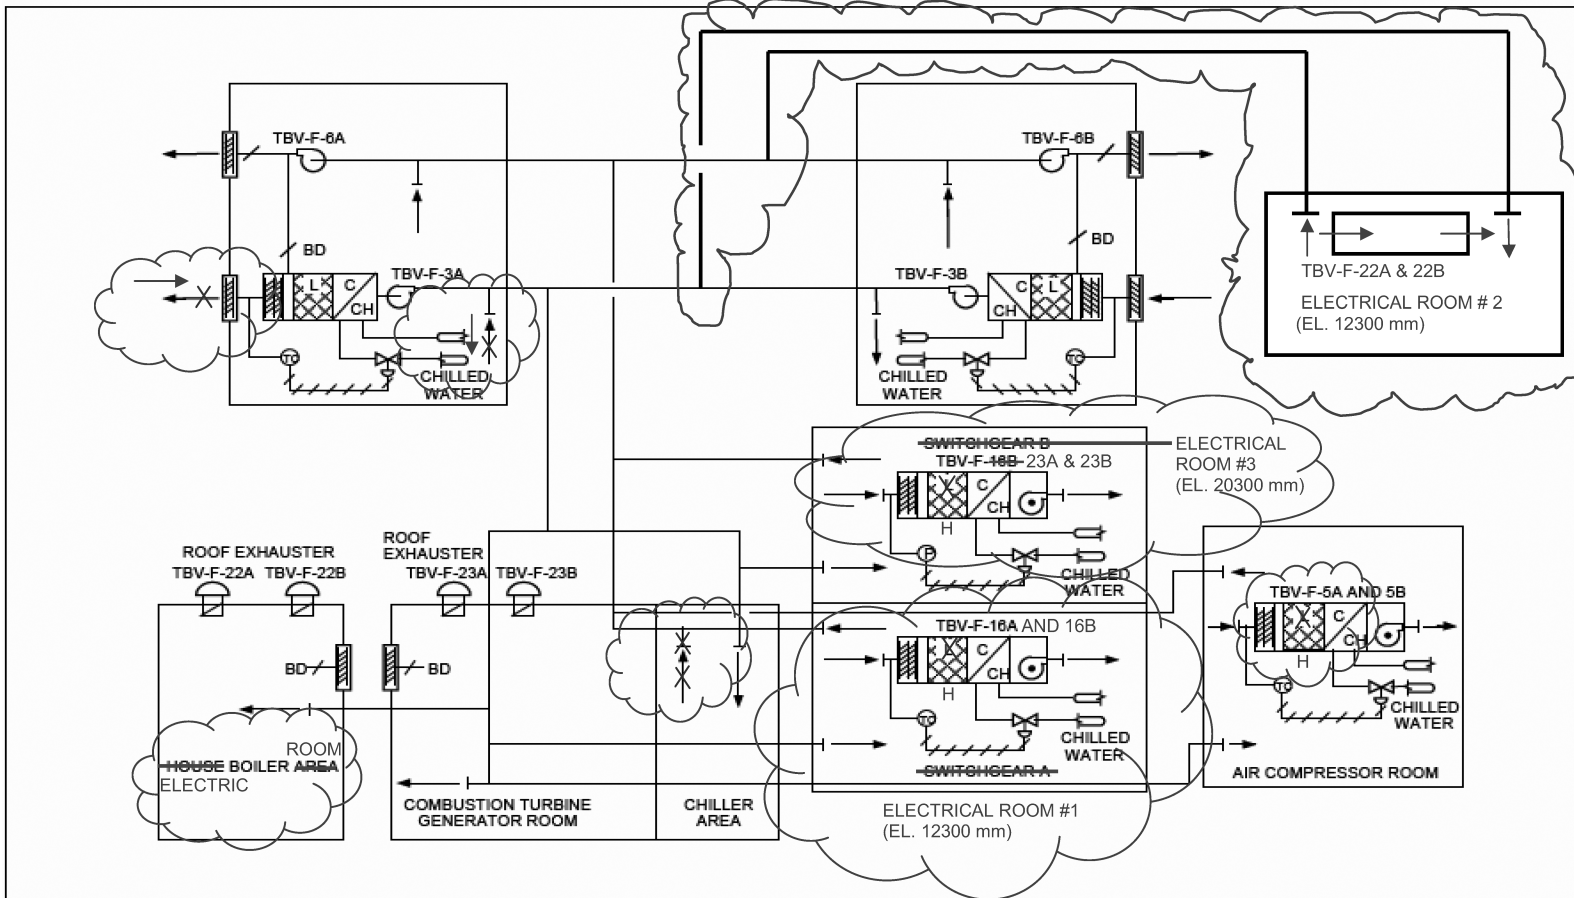 TBV-F-6A
TBV-F-6B
BD
BD
TBV-F-3A
TBV-F-3B
L
C
CH
C
L
CH
TC
TC
CHILLED
WATER
CHILLED
WATER
TBV-F-22A & 22B
ELECTRICAL ROOM # 2
(EL. 12300 mm)
SWITCHGEAR B
TBV-F-16B 23A & 23B
ELECTRICAL
ROOM #3
(EL. 20300 mm)
L
C
CH
H
P
CHILLED
WATER
ROOF EXHAUSTER
TBV-F-22A TBV-F-22B
ROOF
EXHAUSTER
TBV-F-23A TBV-F-23B
BD
BD
TBV-F-16A AND 16B
L
C
CH
H
TC
CHILLED
WATER
SWITCHGEAR A
ELECTRICAL ROOM #1
(EL. 12300 mm)
TBV-F-5A AND 5B
L
C
CH
H
TC
CHILLED
WATER
AIR COMPRESSOR ROOM
ROOM
HOUSE BOILER AREA
ELECTRIC
COMBUSTION TURBINE
GENERATOR ROOM
CHILLER
AREA